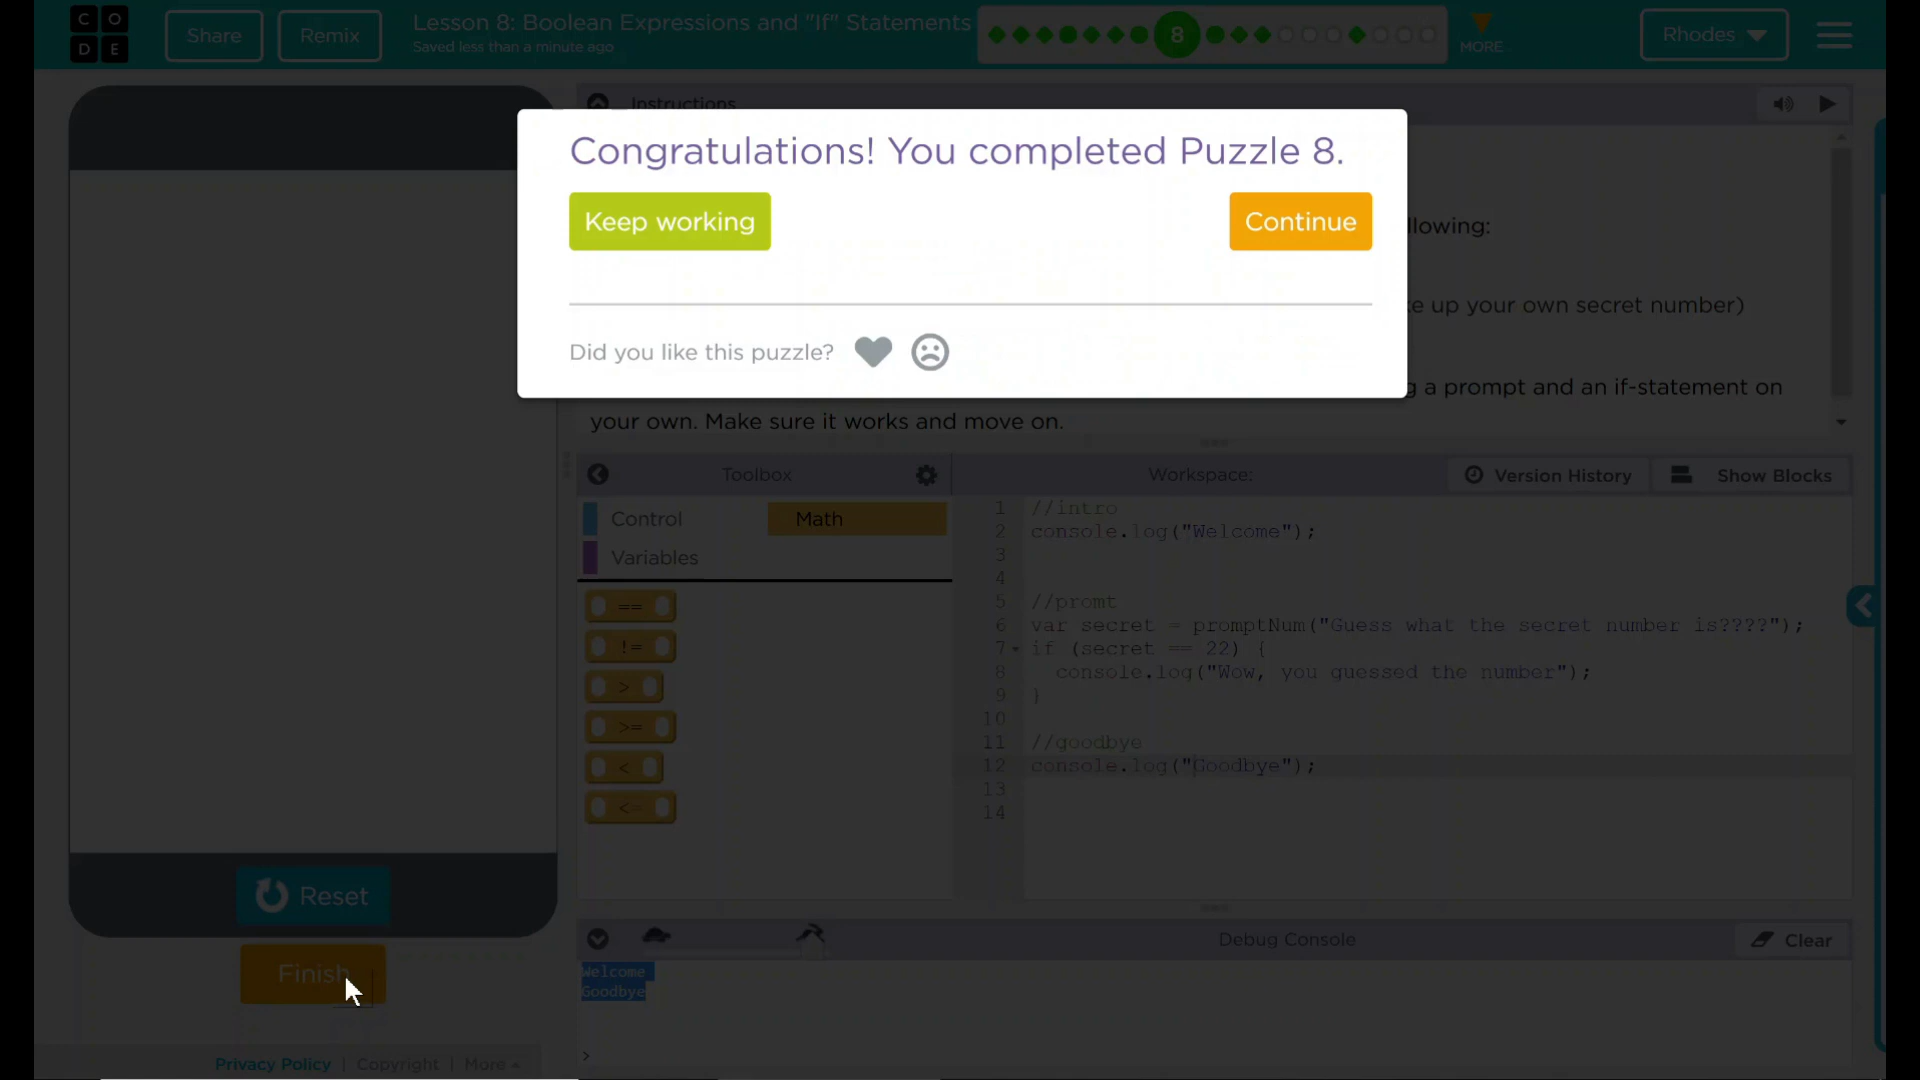 CODE
Share
Remix
Lesson 8: Boolean Expressions and "If" Statements
Saved less than a minute ago
8
MORE
Rhodes
Instructions
Congratulations! You completed Puzzle 8.
Keep working
Continue
Did you like this puzzle?
llowing:
ke up your own secret number)
g a prompt and an if-statement on
your own. Make sure it works and move on.
Toolbox
Workspace:
Version History
Show Blocks
Control
Math
Variables
==
!=
>
>=
<
<=
1 //intro
2 console.log("Welcome");
3
4
5 //promt
6 var secret = promptNum("Guess what the secret number is????");
7 if (secret == 22) {
8 console.log("Wow, you guessed the number");
9 }
10
11 //goodbye
12 console.log("Goodbye");
13
14
Reset
Finish
Debug Console
Clear
Welcome
Goodbye
>
Privacy Policy | Copyright | More